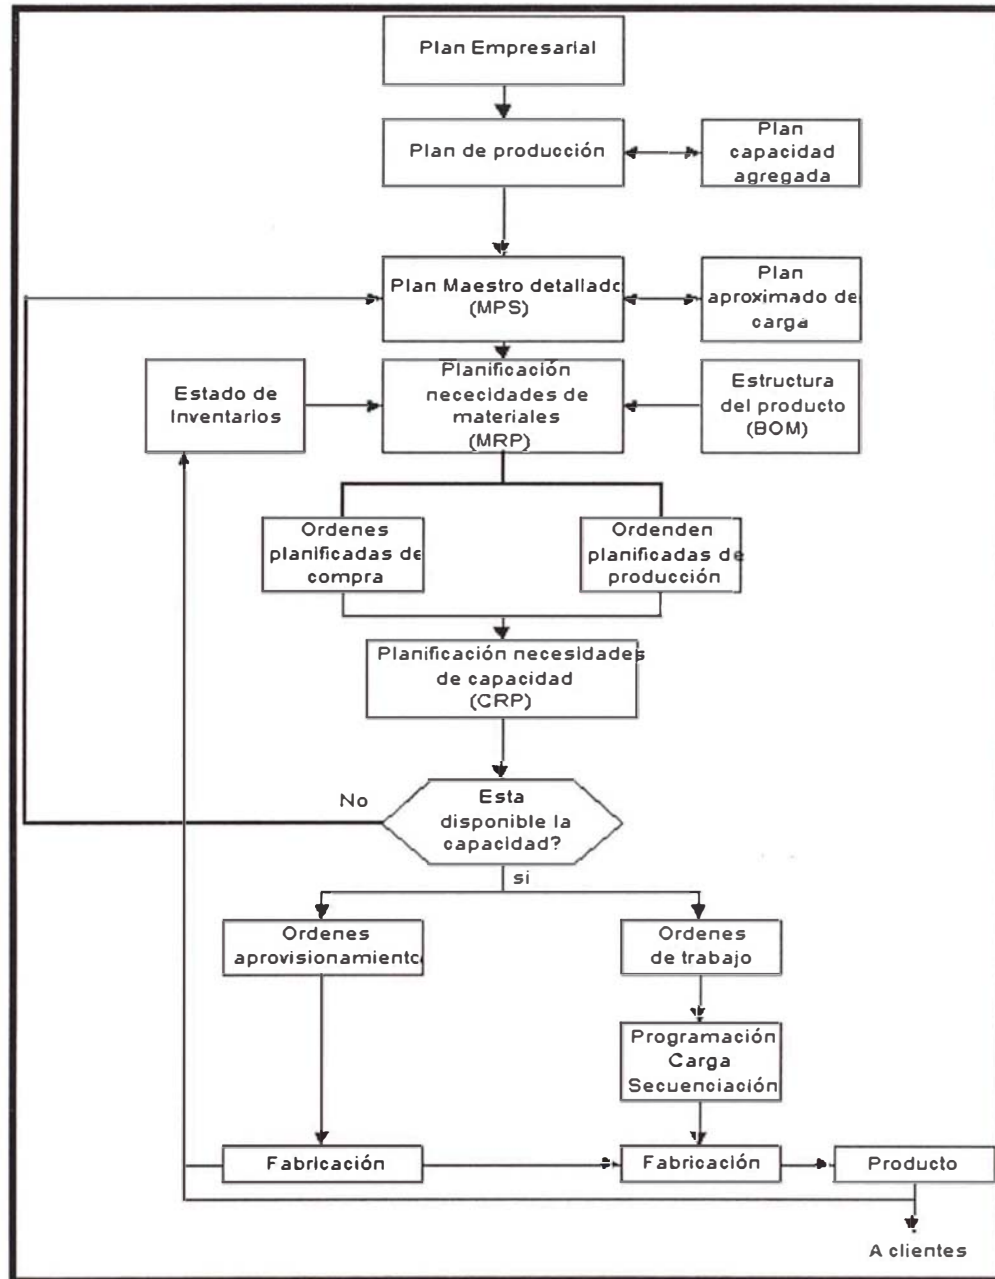 Plan Empresarial
Plan de producción
Plan
capacidad
agregada
Plan Maestro detallado
(MPS)
Plan
aproximado de
carga
Estado de
Inventarios
Planificación
nececidades de
materiales
(MRP)
Estructura
del producto
(BOM)
Ordenes
planificadas de
compra
Ordenden
planificadas de
producción
Planificación necesidades
de capacidad
(CRP)
No
Esta
disponible la
capacidad?
si
Ordenes
aprovisionamiento
Ordenes
de trabajo
Programación
Carga
Secuenciación
Fabricación
Fabricación
Producto
A clientes